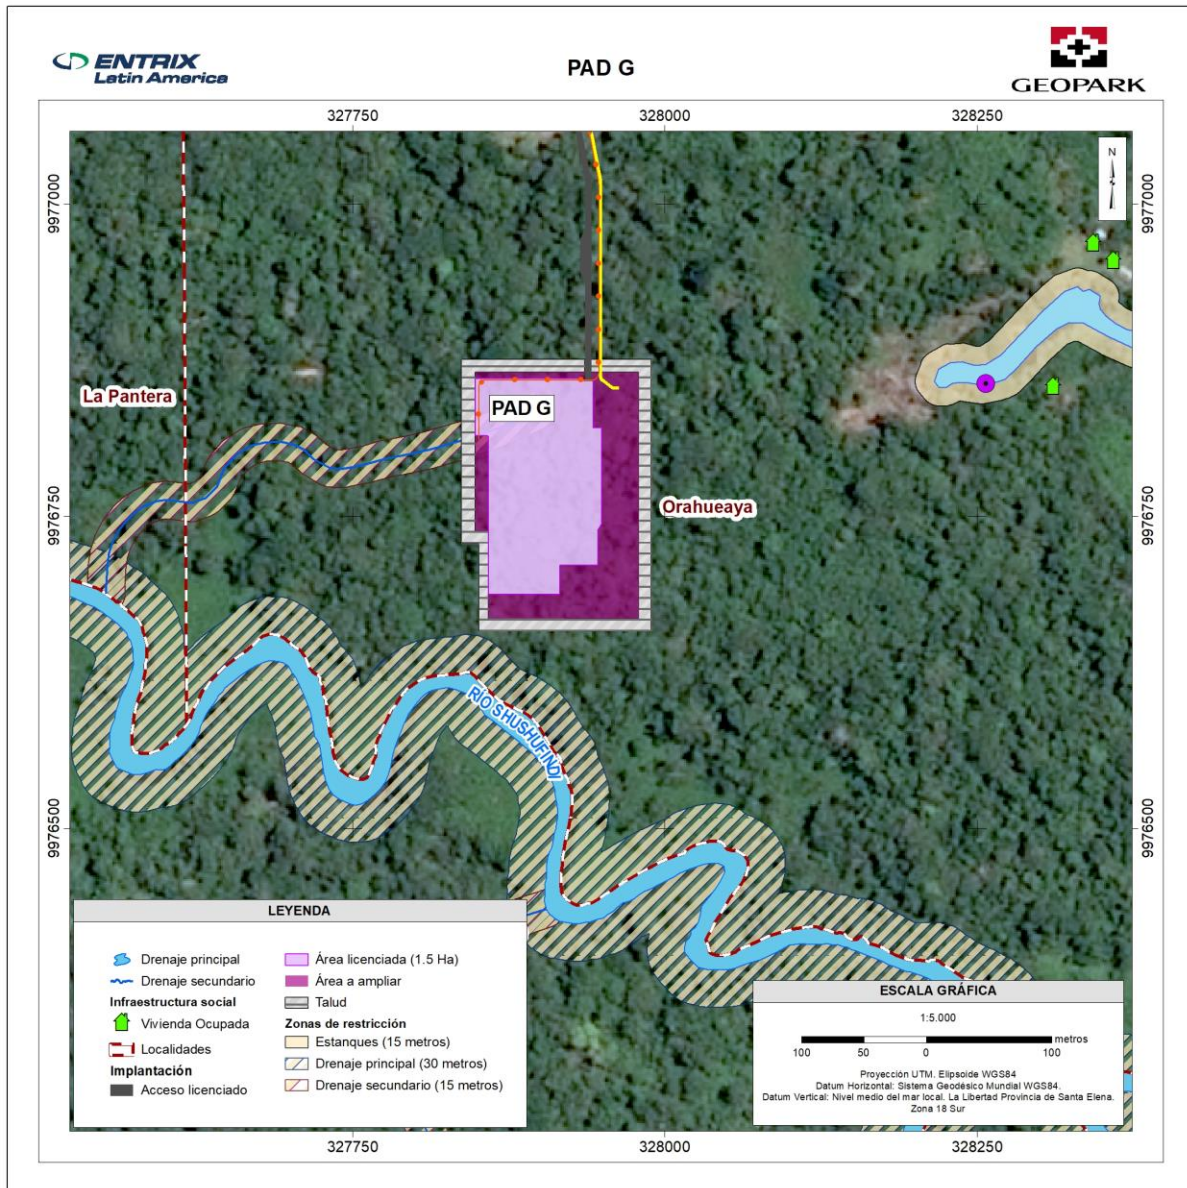 ENTRIX
Latin America
PAD G
GEOPARK
327750
328000
328250
N
9977000
9977000
La Pantera
PAD G
Orahueaya
9976750
9976750
RÍO SHUSHUFINDI
9976500
9976500
LEYENDA
Drenaje principal
Drenaje secundario
Infraestructura social
Vivienda Ocupada
Localidades
Implantación
Acceso licenciado
Área licenciada (1.5 Ha)
Área a ampliar
Talud
Zonas de restricción
Estanques (15 metros)
Drenaje principal (30 metros)
Drenaje secundario (15 metros)
ESCALA GRÁFICA
1:5.000
metros
100 50 0 100
Proyección UTM. Elipsoide WGS84
Datum Horizontal: Sistema Geodésico Mundial WGS84.
Datum Vertical: Nivel medio del mar local. La Libertad Provincia de Santa Elena.
Zona 18 Sur
327750
328000
328250